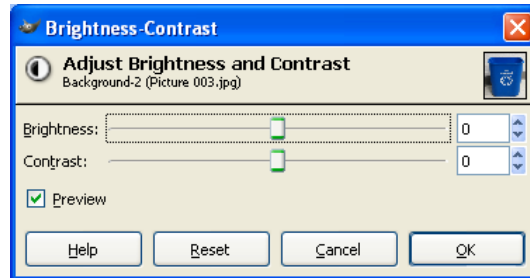 Brightness-Contrast
Adjust Brightness and Contrast
Background-2 (Picture 003.jpg)
Brightness: 0
Contrast: 0
Preview
Help Reset Cancel OK